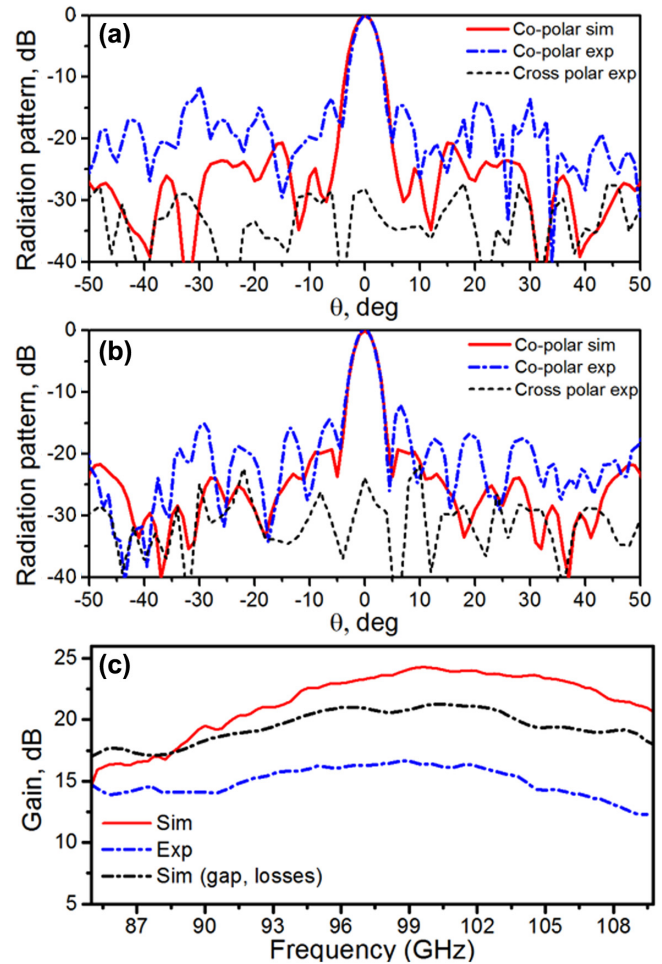 (a)
Co-polar sim
Co-polar exp
Cross polar exp
Radiation pattern, dB
0
-10
-20
-30
-40
-50 -40 -30 -20 -10 0 10 20 30 40 50
θ, deg
(b)
Co-polar sim
Co-polar exp
Cross polar exp
Radiation pattern, dB
0
-10
-20
-30
-40
-50 -40 -30 -20 -10 0 10 20 30 40 50
θ, deg
(c)
Gain, dB
25
20
15
10
5
Sim
Exp
Sim (gap, losses)
87 90 93 96 99 102 105 108
Frequency (GHz)